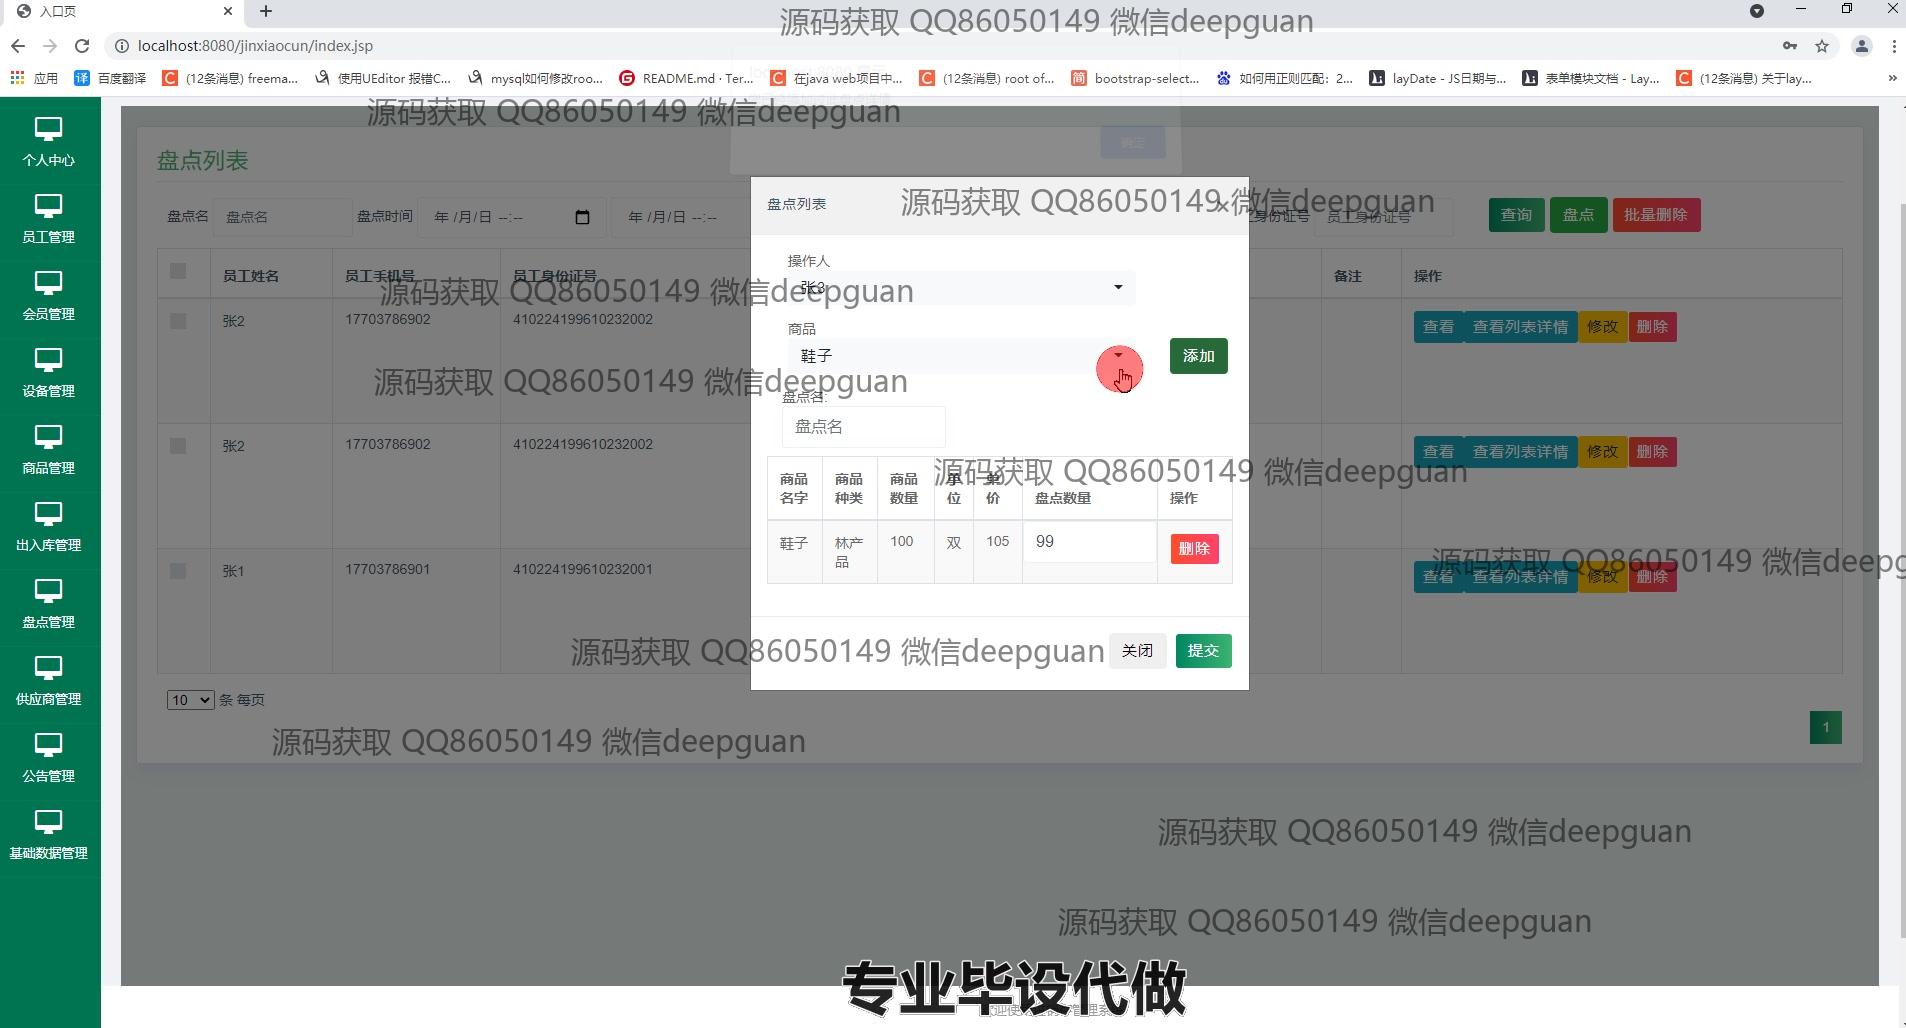 入口页
源码获取 QQ86050149 微信deepguan
localhost:8080/jinxiaocun/index.jsp
应用 百度翻译 (12条消息) freema... 使用UEditor 报错C... mysql如何修改roo... README.md · Ter... 在java web项目中... (12条消息) root of... bootstrap-select... 如何用正则匹配：2... layDate - JS日期与... 表单模块文档 - Lay... (12条消息) 关于lay...
源码获取 QQ86050149 微信deepguan
确定
个人中心
员工管理
会员管理
设备管理
商品管理
出入库管理
盘点管理
供应商管理
公告管理
基础数据管理
盘点列表
盘点名 盘点名 盘点时间 年 /月/日 --:-- 年 /月/日 --:-- 身份证号 员工身份证号 查询 盘点 批量删除
员工姓名 员工手机号 员工身份证号 备注 操作
张2 17703786902 410224199610232002 查看 查看列表详情 修改 删除
张2 17703786902 410224199610232002 查看 查看列表详情 修改 删除
张1 17703786901 410224199610232001 查看 查看列表详情 修改 删除
10 条 每页
1
盘点列表
源码获取 QQ86050149 微信deepguan
×
操作人
张3
源码获取 QQ86050149 微信deepguan
商品
鞋子
添加
源码获取 QQ86050149 微信deepguan
盘点名:
盘点名
源码获取 QQ86050149 微信deepguan
商品名字 商品种类 商品数量 单位 单价 盘点数量 操作
鞋子 林产品 100 双 105 99 删除
源码获取 QQ86050149 微信deep
源码获取 QQ86050149 微信deepguan
关闭 提交
源码获取 QQ86050149 微信deepguan
源码获取 QQ86050149 微信deepguan
源码获取 QQ86050149 微信deepguan
专业毕设代做